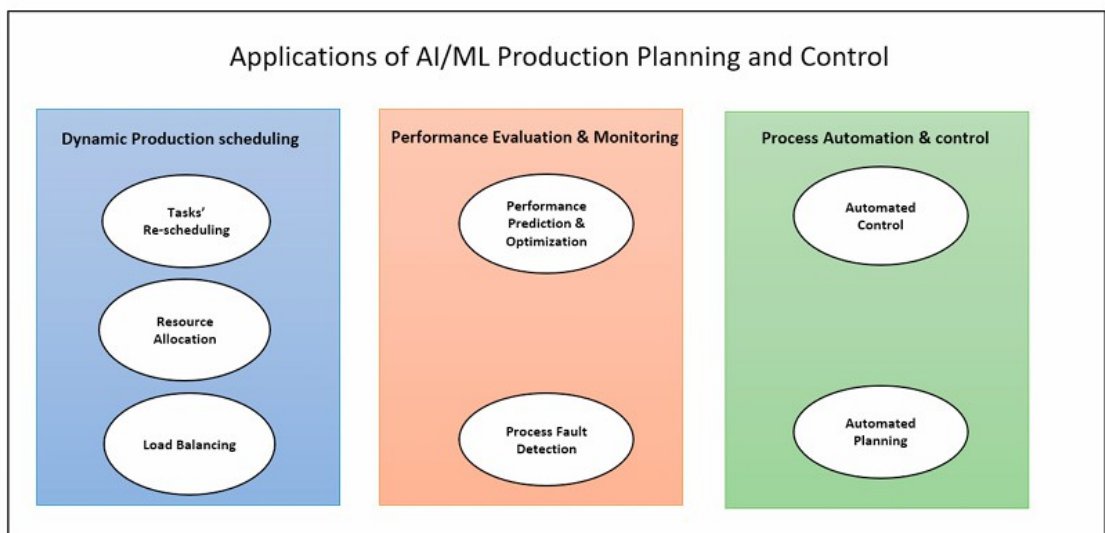 Applications of AI/ML Production Planning and Control
Dynamic Production scheduling
Tasks’
Re-scheduling
Resource
Allocation
Load Balancing
Performance Evaluation & Monitoring
Performance
Prediction &
Optimization
Process Fault
Detection
Process Automation & control
Automated
Control
Automated
Planning